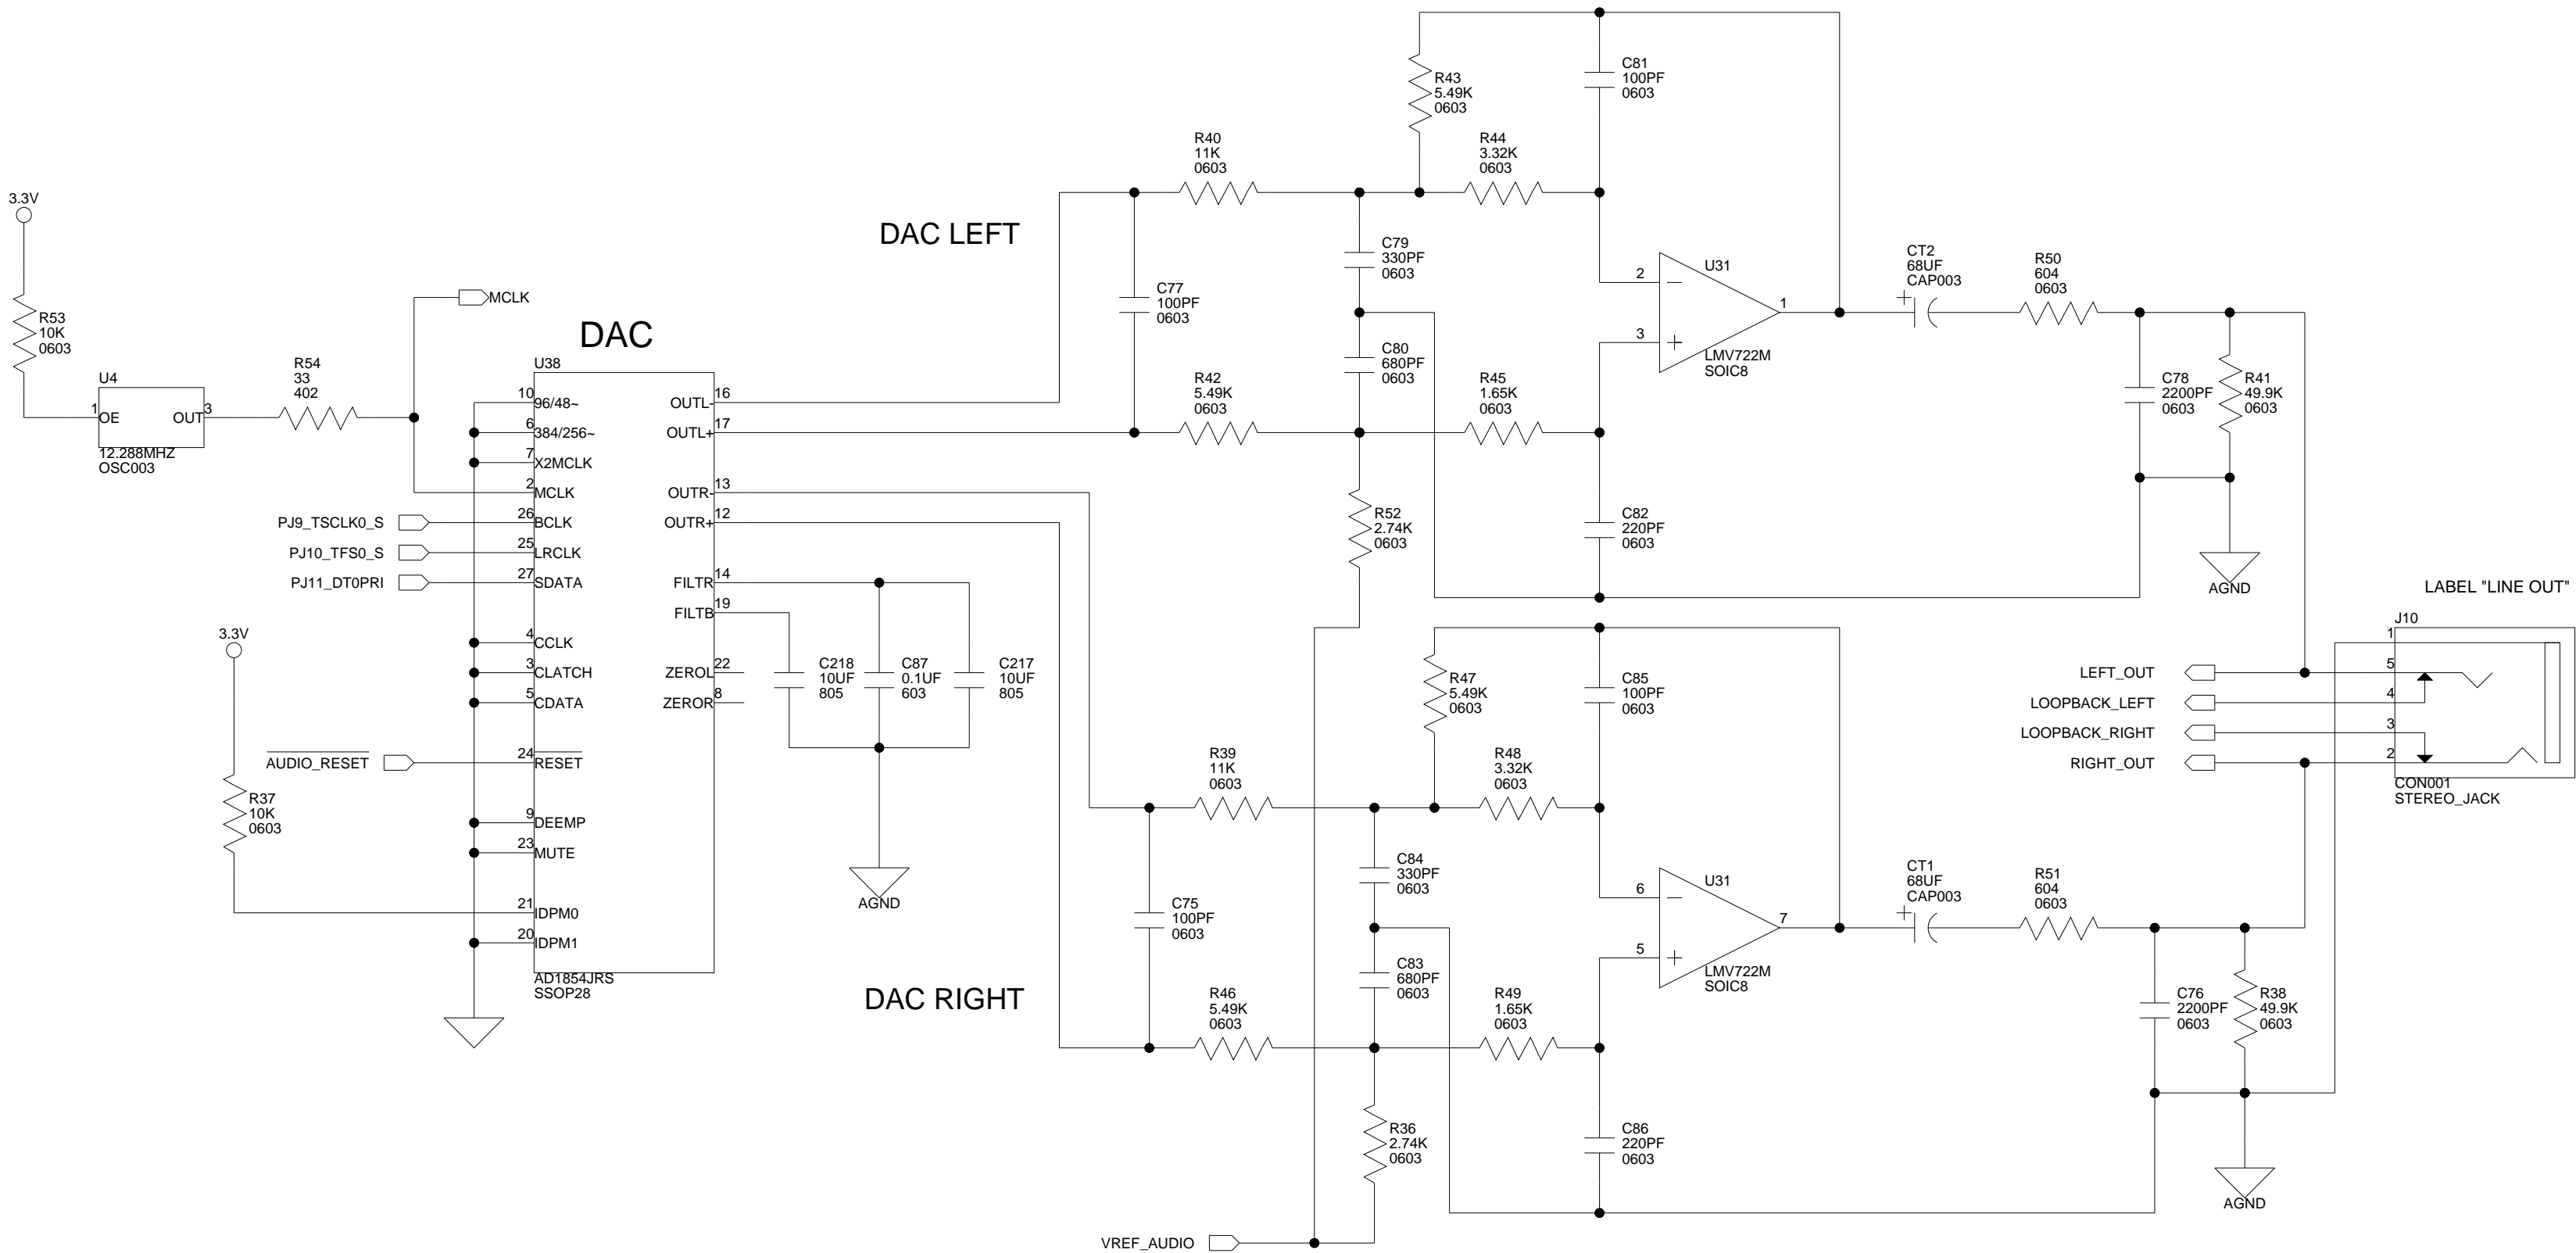 C81
100PF
0603
R43
5.49K
0603
R40
11K
0603
R44
3.32K
0603
3.3V
DAC LEFT
C79
330PF
0603
2
U31
CT2
68UF
CAP003
R50
604
0603
MCLK
C77
100PF
0603
1
R53
10K
0603
DAC
C80
680PF
0603
3
LMV722M
SOIC8
U38
R54
33
402
U4
1
OE
OUT
3
12.288MHZ
OSC003
R42
5.49K
0603
R45
1.65K
0603
C78
2200PF
0603
R41
49.9K
0603
10
96/48~
OUTL-
16
6
384/256~
OUTL+
17
7
X2MCLK
2
MCLK
OUTR-
13
PJ9_TSCLK0_S
26
BCLK
OUTR+
12
R52
2.74K
0603
C82
220PF
0603
PJ10_TFS0_S
25
LRCLK
PJ11_DT0PRI
27
SDATA
FILTR
14
FILTB
19
AGND
LABEL "LINE OUT"
J10
1
3.3V
4
CCLK
3
CLATCH
ZEROL
22
5
CDATA
ZEROR
8
C218
10UF
805
C87
0.1UF
603
C217
10UF
805
R47
5.49K
0603
C85
100PF
0603
LEFT_OUT
5
LOOPBACK_LEFT
4
LOOPBACK_RIGHT
3
RIGHT_OUT
2
CON001
STEREO_JACK
AUDIO_RESET
24
RESET
R39
11K
0603
R48
3.32K
0603
R37
10K
0603
9
DEEMP
23
MUTE
C84
330PF
0603
6
U31
CT1
68UF
CAP003
R51
604
0603
AGND
21
IDPM0
20
IDPM1
AD1854JRS
SSOP28
C75
100PF
0603
7
5
LMV722M
SOIC8
C83
680PF
0603
DAC RIGHT
R46
5.49K
0603
R49
1.65K
0603
C76
2200PF
0603
R38
49.9K
0603
R36
2.74K
0603
C86
220PF
0603
AGND
VREF_AUDIO